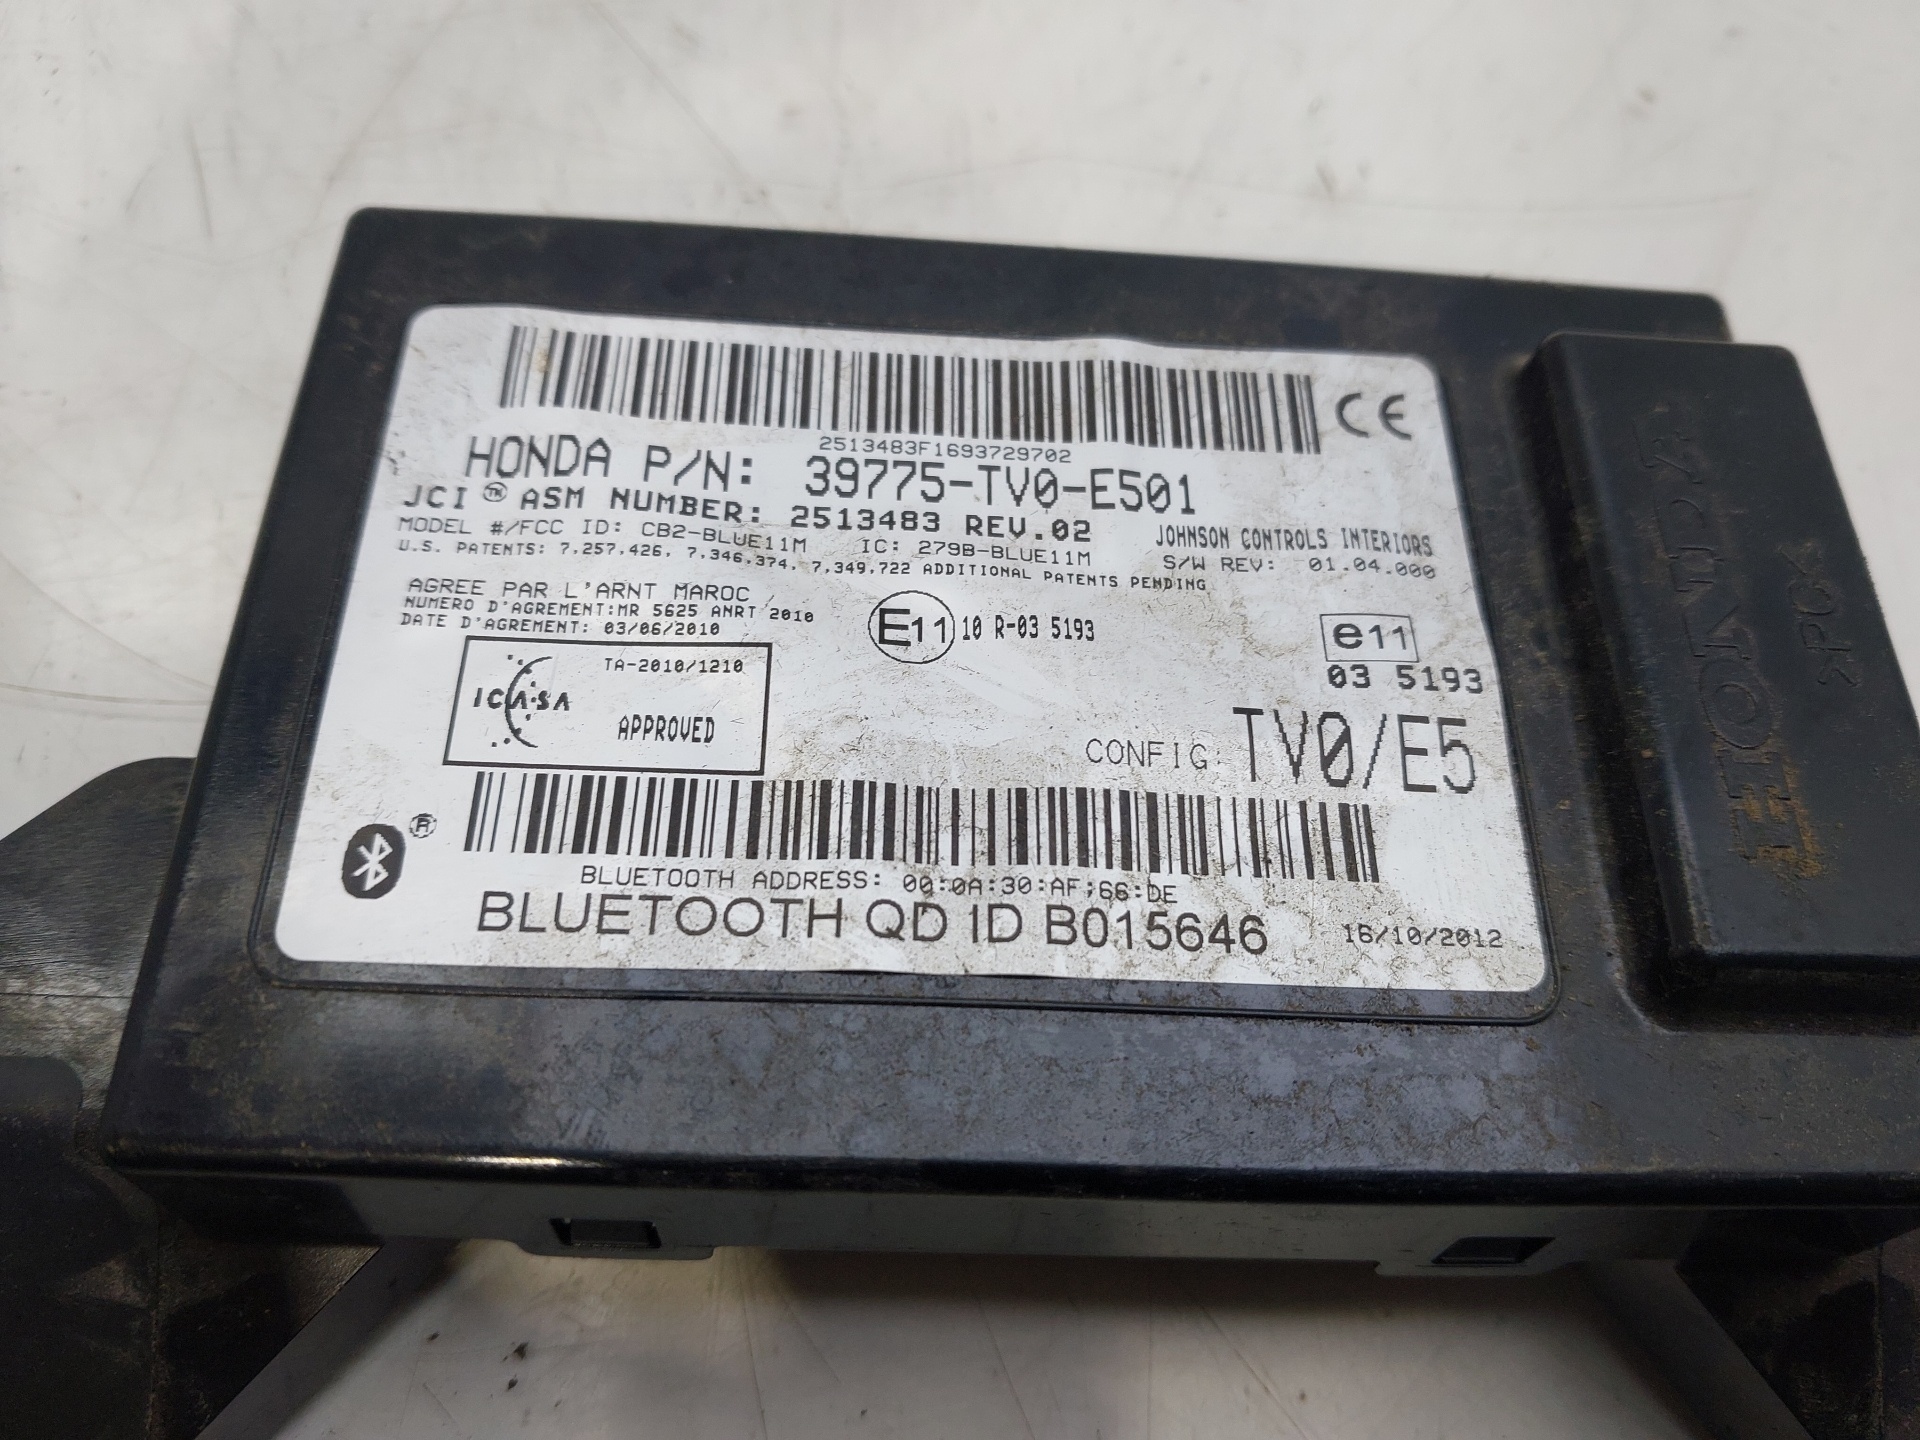 CE
2513483F1693729702
HONDA P/N: 39775-TV0-E501
JCI™ ASM NUMBER: 2513483 REV.02
MODEL #/FCC ID: CB2-BLUE11M IC: 279B-BLUE11M
JOHNSON CONTROLS INTERIORS
U.S. PATENTS: 7,257,426, 7,346,374, 7,349,722 ADDITIONAL PATENTS PENDING
S/W REV: 01.04.000
AGREE PAR L'ARNT MAROC
NUMERO D'AGREMENT:MR 5625 ANRT 2010
DATE D'AGREMENT: 03/06/2010
E11 10 R-03 5193
e11
03 5193
TA-2010/1210
ICASA
APPROVED
CONFIG: TV0/E5
®
BLUETOOTH ADDRESS: 00:0A:30:AF:66:DE
BLUETOOTH QD ID B015646
16/10/2012
>PC<